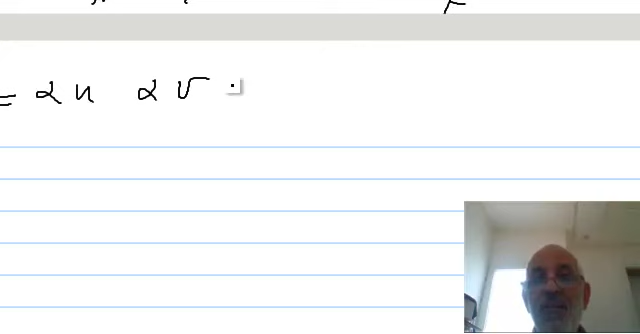 = αu αv